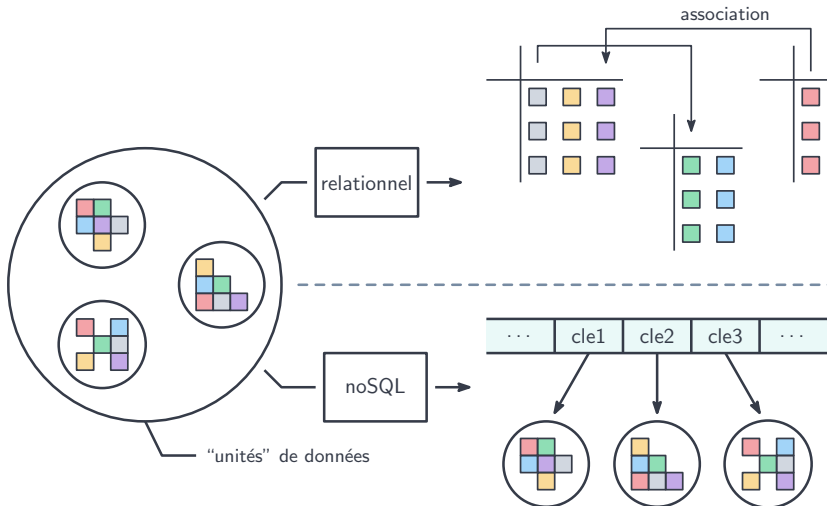 association
relationnel
· · · cle1 cle2 cle3 · · ·
noSQL
“unités” de données